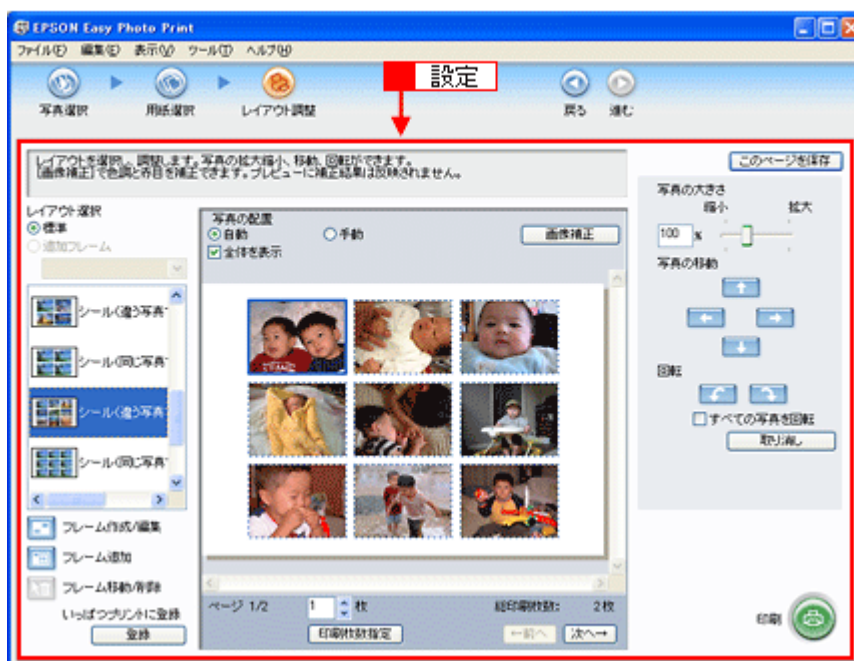 EPSON Easy Photo Print
ファイル(F) 編集(E) 表示(V) ツール(T) ヘルプ(H)
設定
写真選択 用紙選択 レイアウト調整 戻る 進む
レイアウトを選択し、調整します。写真の拡大縮小、移動、回転ができます。
[画像補正]で色調と赤目を補正できます。プレビューに補正結果は反映されません。
このページを保存
レイアウト選択
標準
追加フレーム
シール(違う写真
シール(同じ写真
シール(違う写真
シール(同じ写真
フレーム作成/編集
フレーム追加
フレーム移動/削除
いっぱつプリントに登録
登録
写真の配置
自動 手動 画像補正
全体を表示
ページ 1/2 1 枚 総印刷枚数: 2枚
印刷枚数指定 ←前へ 次へ→
写真の大きさ
縮小 拡大
100 %
写真の移動
回転
すべての写真を回転
取り消し
印刷